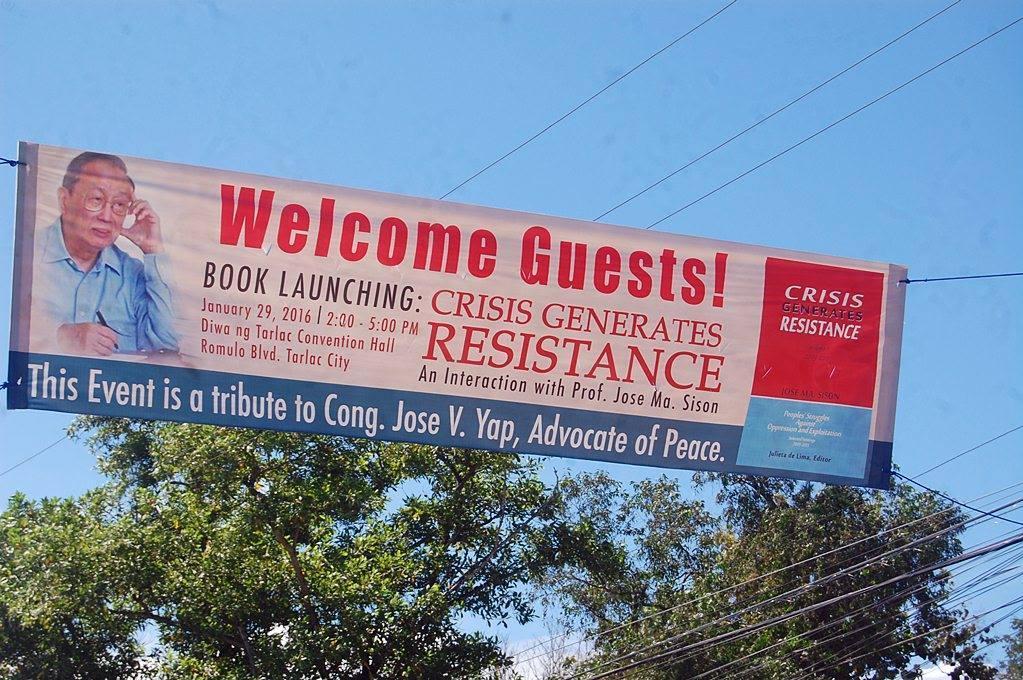 Welcome Guests!
BOOK LAUNCHING:
January 29, 2016 | 2:00 - 5:00 PM
Diwa ng Tarlac Convention Hall
Romulo Blvd. Tarlac City
CRISIS GENERATES
RESISTANCE
An Interaction with Prof. Jose Ma. Sison
This Event is a tribute to Cong. Jose V. Yap, Advocate of Peace.
CRISIS
GENERATES
RESISTANCE
JOSE MA. SISON
Peoples' Struggles
Against
Oppression and Exploitation
Julieta de Lima, Editor